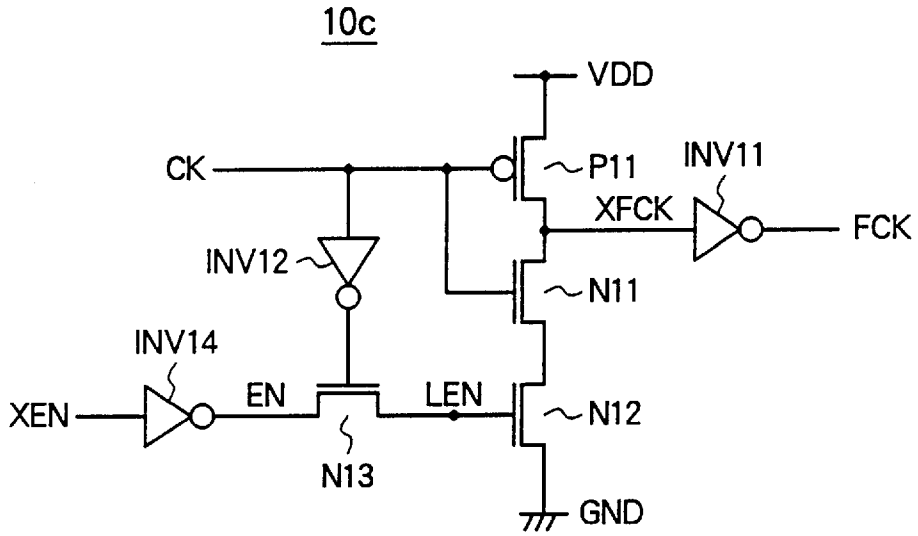 10c
VDD
CK
P11
INV11
XFCK
FCK
INV12
N11
INV14
EN
LEN
N12
XEN
N13
GND